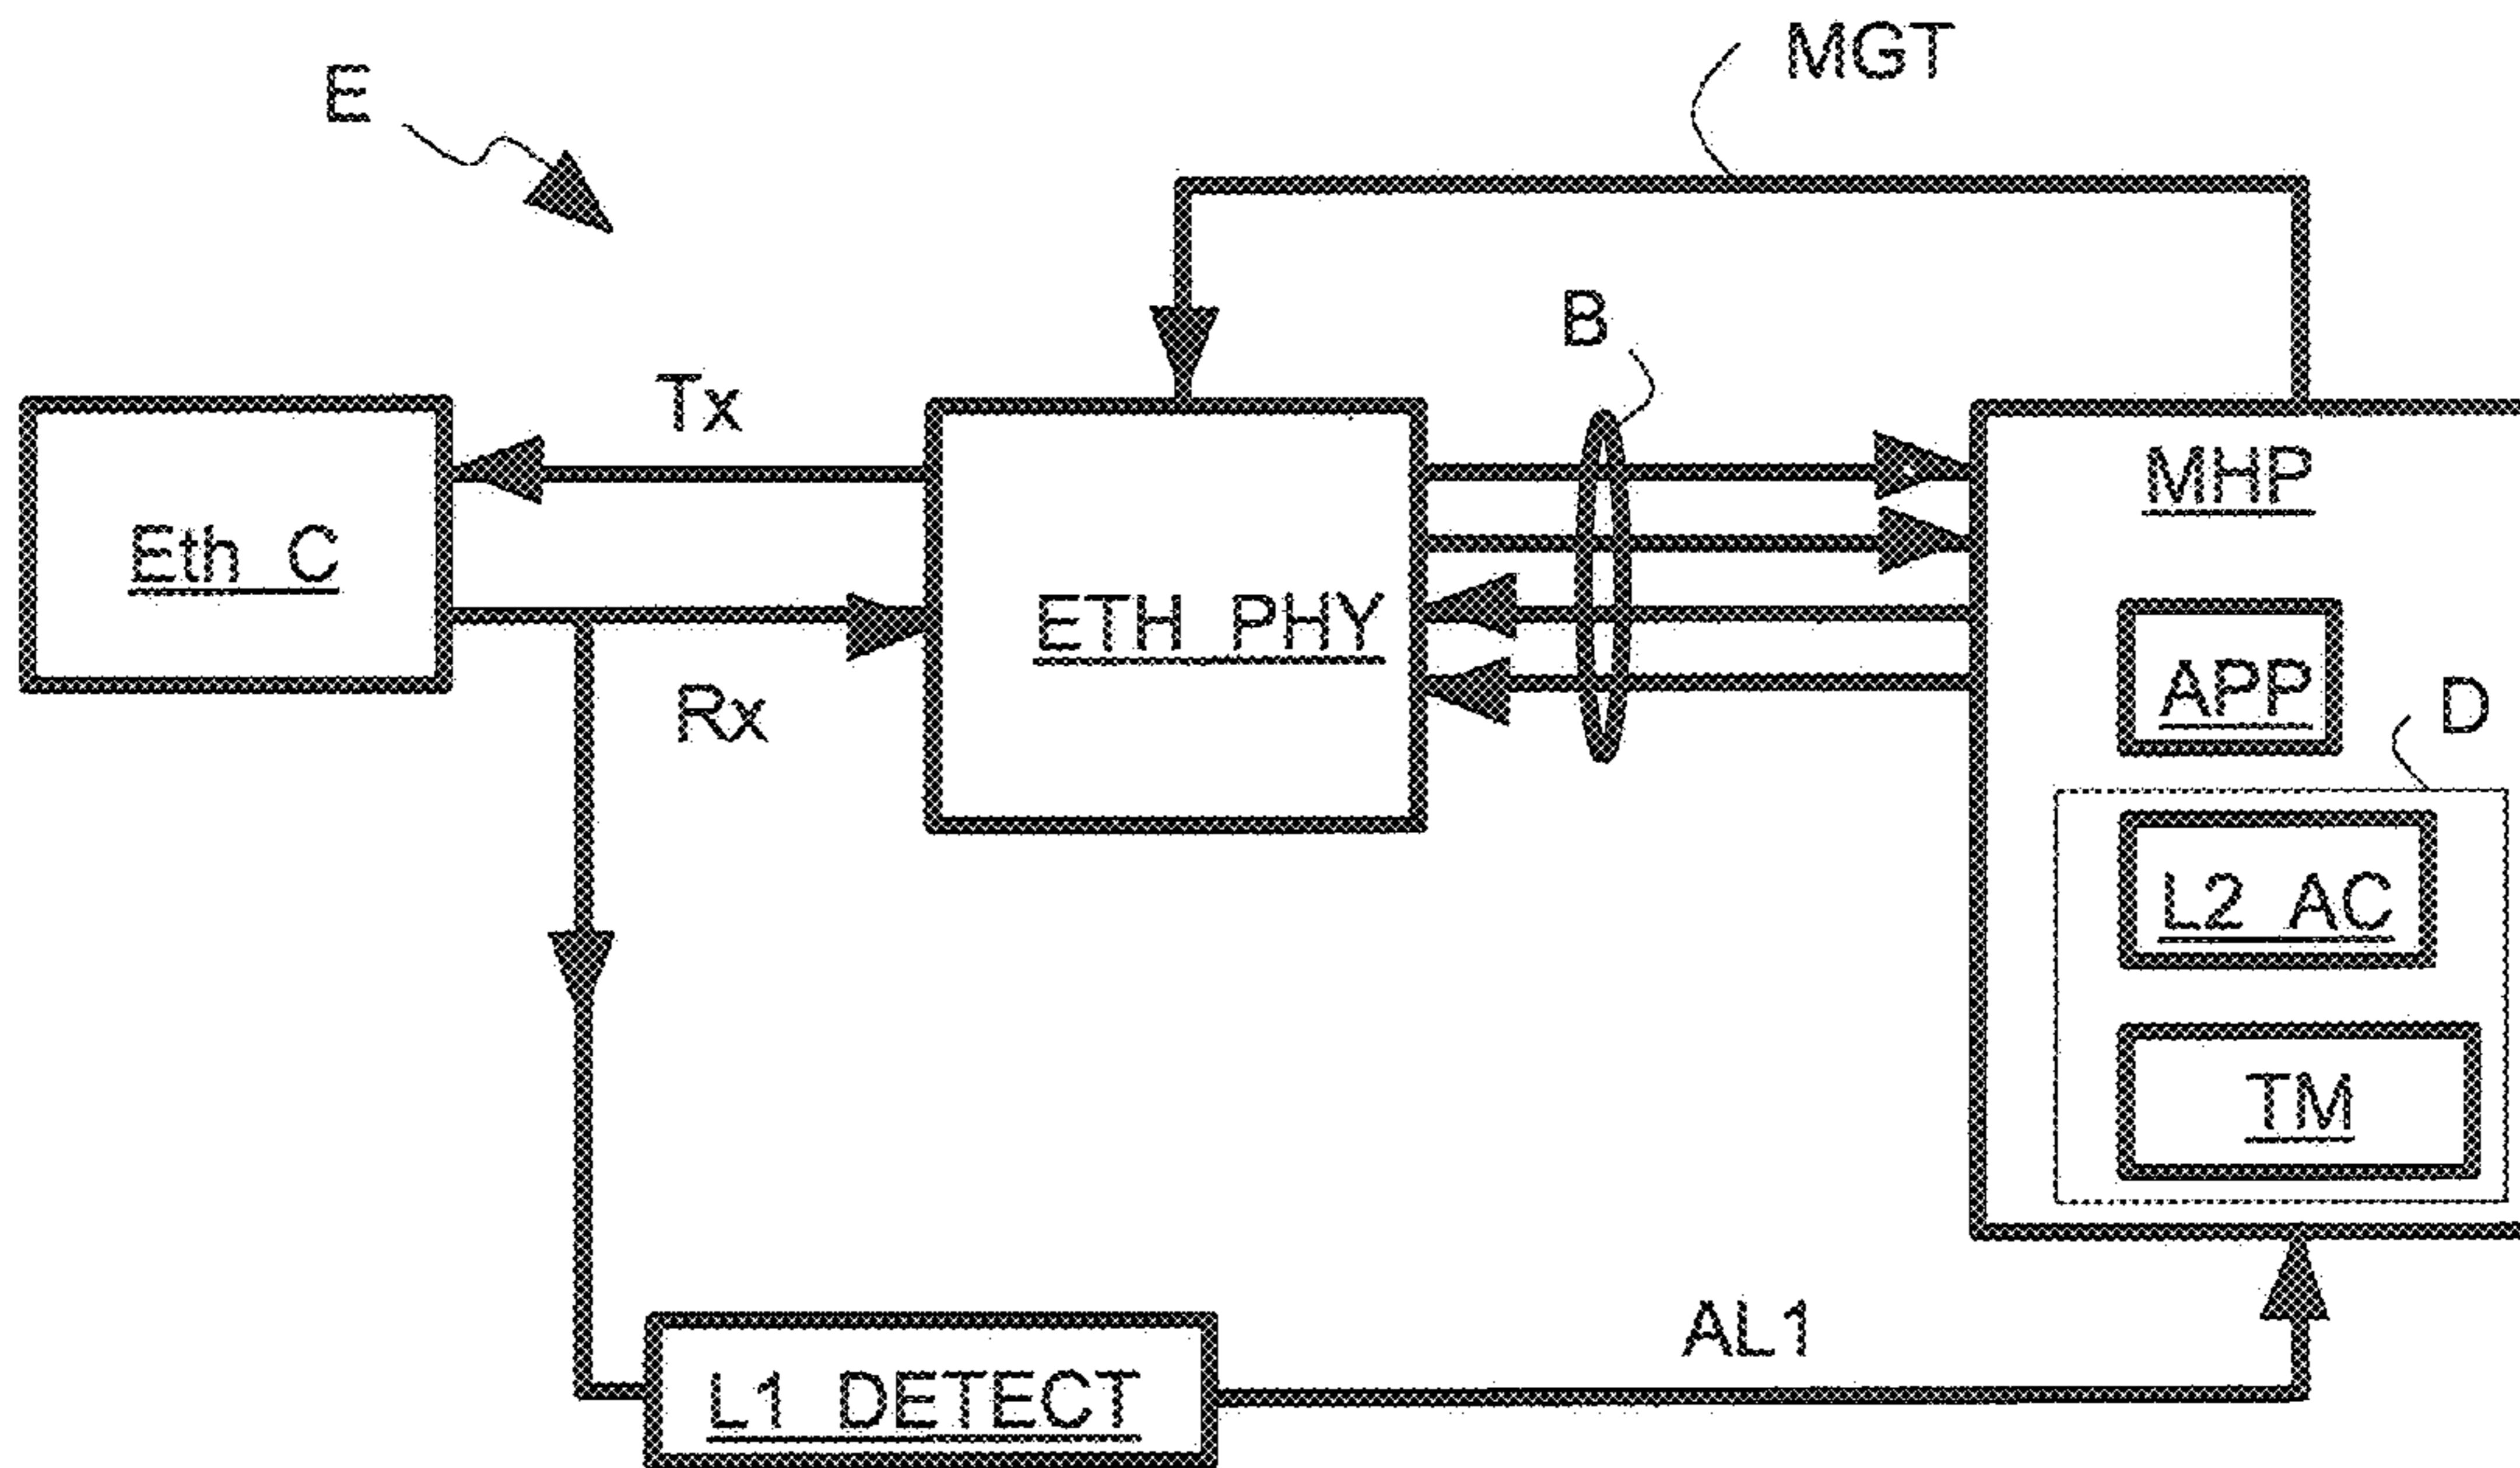 MGT
E
B
Tx
MHP
Eth C
ETH PHY
APP
Rx
D
L2 AC
TM
AL1
L1 DETECT